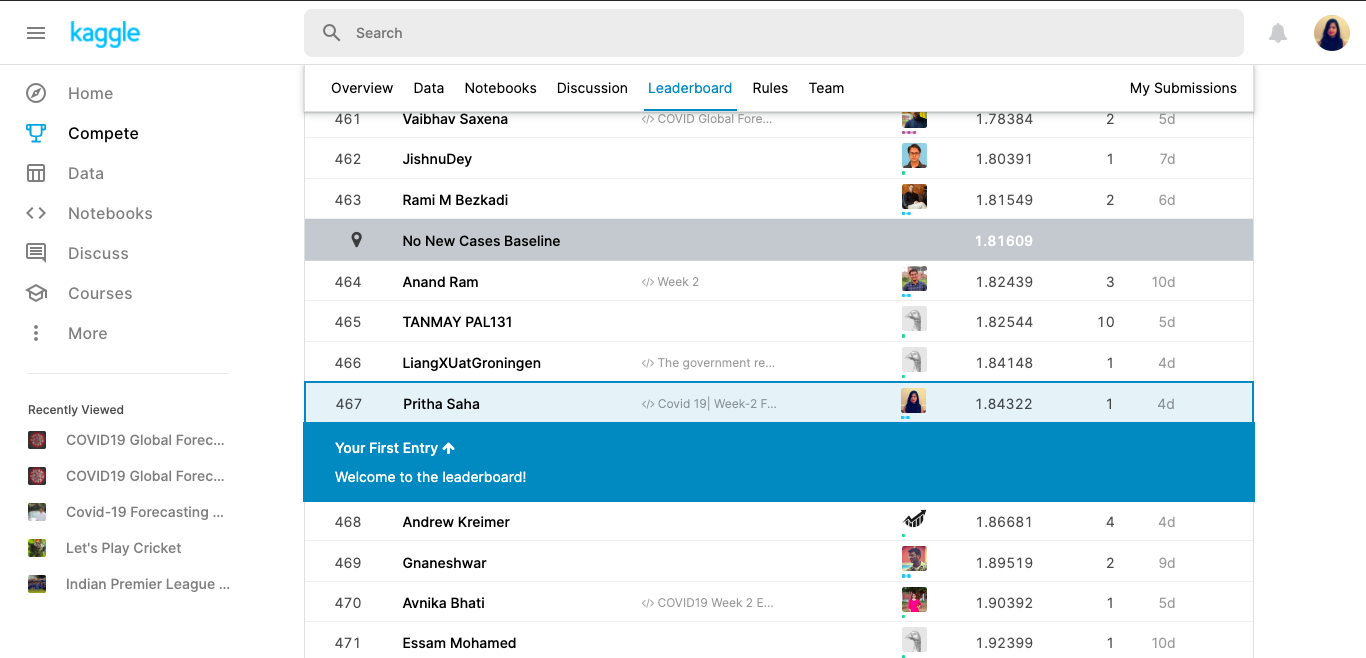 kaggle
Search
Home
Compete
Data
Notebooks
Discuss
Courses
More
Recently Viewed
COVID19 Global Forec...
COVID19 Global Forec...
Covid-19 Forecasting ...
Let's Play Cricket
Indian Premier League ...
Overview Data Notebooks Discussion Leaderboard Rules Team My Submissions
461 Vaibhav Saxena </> COVID Global Fore... 1.78384 2 5d
462 JishnuDey 1.80391 1 7d
463 Rami M Bezkadi 1.81549 2 6d
No New Cases Baseline 1.81609
464 Anand Ram </> Week 2 1.82439 3 10d
465 TANMAY PAL131 1.82544 10 5d
466 LiangXUatGroningen </> The government re... 1.84148 1 4d
467 Pritha Saha </> Covid 19| Week-2 F... 1.84322 1 4d
Your First Entry ↑
Welcome to the leaderboard!
468 Andrew Kreimer 1.86681 4 4d
469 Gnaneshwar 1.89519 2 9d
470 Avnika Bhati </> COVID19 Week 2 E... 1.90392 1 5d
471 Essam Mohamed 1.92399 1 10d